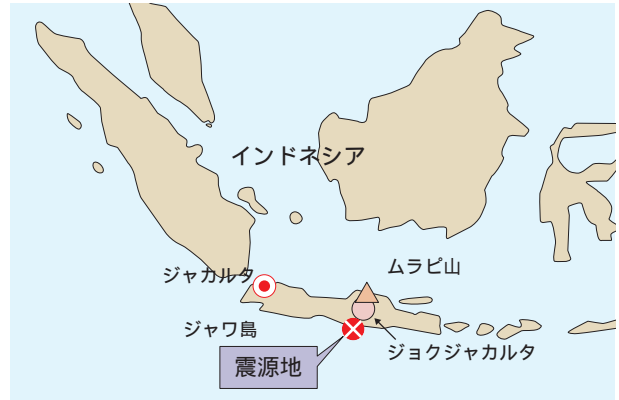 インドネシア
ムラピ山
ジャカルタ
ジャワ島
ジョクジャカルタ
震源地